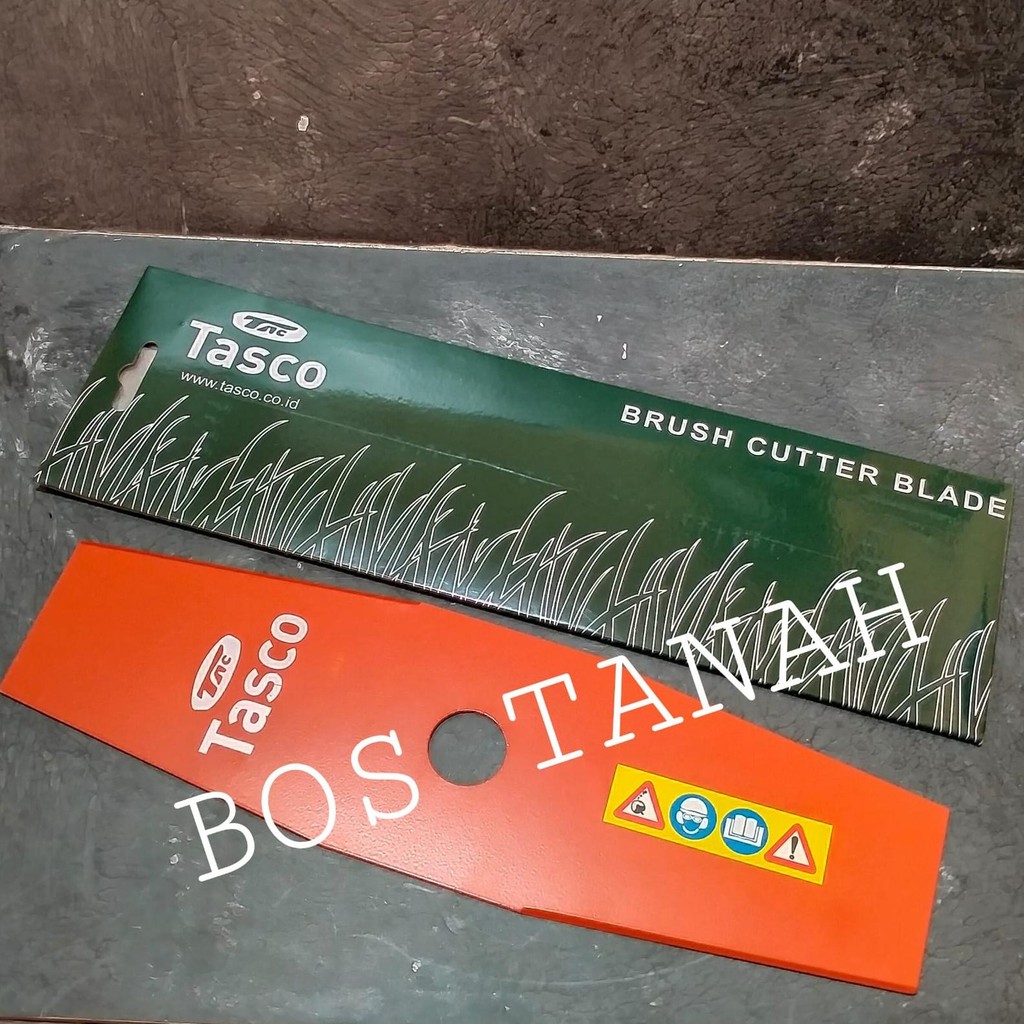 TAC
Tasco
www.tasco.co.id
BRUSH CUTTER BLADE
TAC
Tasco
BOS TANAH